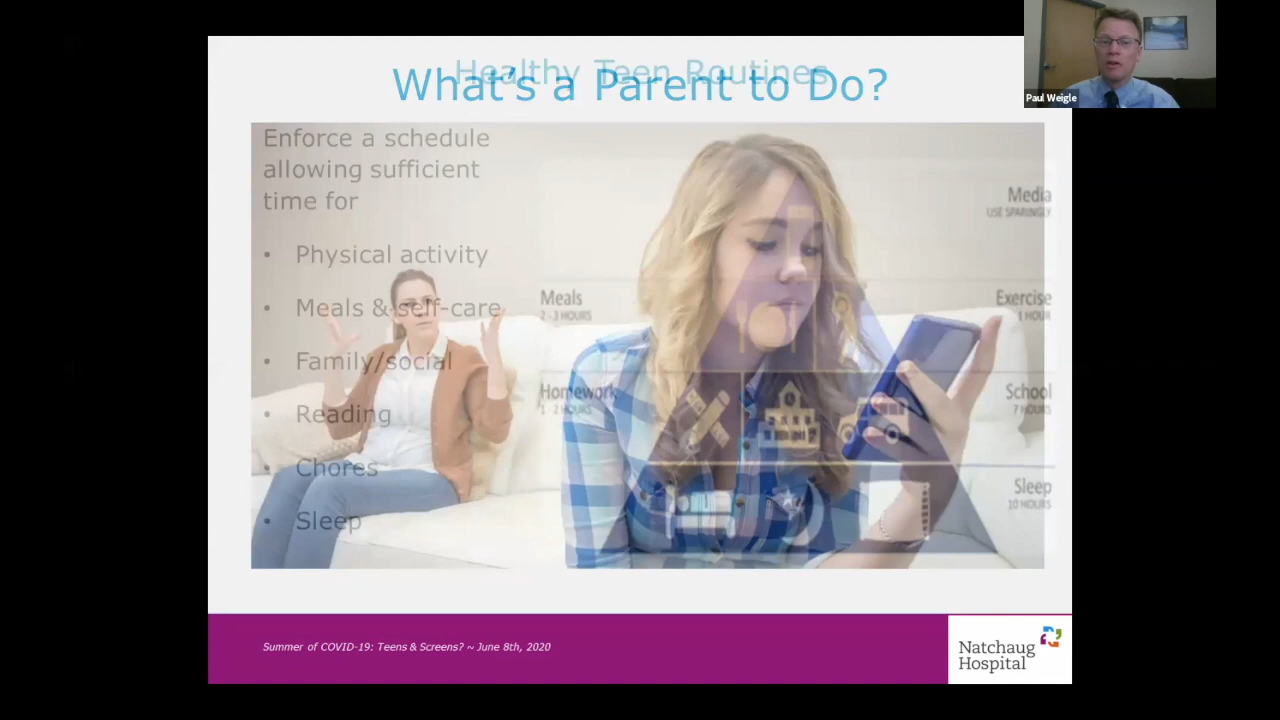 Healthy Teen Routines
What's a Parent to Do?
Enforce a schedule
allowing sufficient
time for
• Physical activity
• Meals & self-care
• Family/social
• Reading
• Chores
• Sleep
Media
USE SPARINGLY
Meals
2 - 3 HOURS
Exercise
1 HOUR
Homework
1 - 2 HOURS
School
7 HOURS
Sleep
10 HOURS
Paul Weigle
Summer of COVID-19: Teens & Screens? ~ June 8th, 2020
Natchaug
Hospital